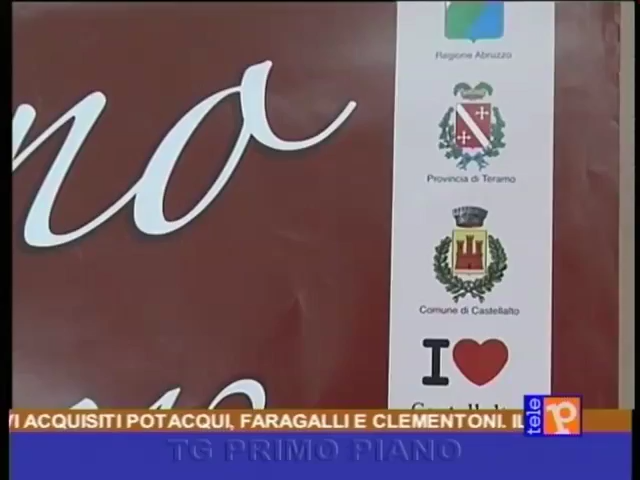 no
Regione Abruzzo
Provincia di Teramo
Comune di Castellalto
I
VI ACQUISITI POTACQUI, FARAGALLI E CLEMENTONI. IL
tele p
TG PRIMO PIANO